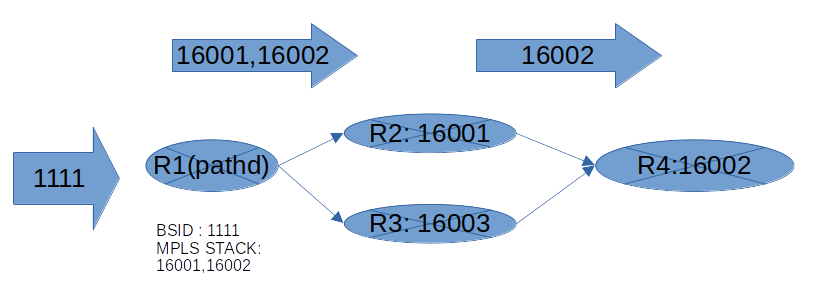 16001,16002
16002
1111
R1(pathd)
R2: 16001
R3: 16003
R4:16002
BSID : 1111
MPLS STACK:
16001,16002